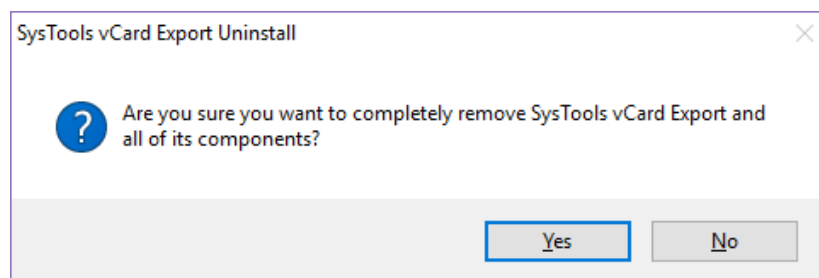 SysTools vCard Export Uninstall
Are you sure you want to completely remove SysTools vCard Export and
all of its components?
Yes
No